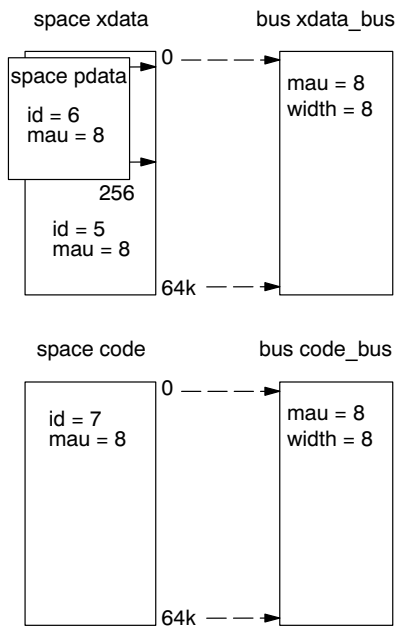 space xdata
bus xdata_bus
0
space pdata
mau = 8
width = 8
id = 6
mau = 8
256
id = 5
mau = 8
64k
space code
bus code_bus
0
id = 7
mau = 8
mau = 8
width = 8
64k